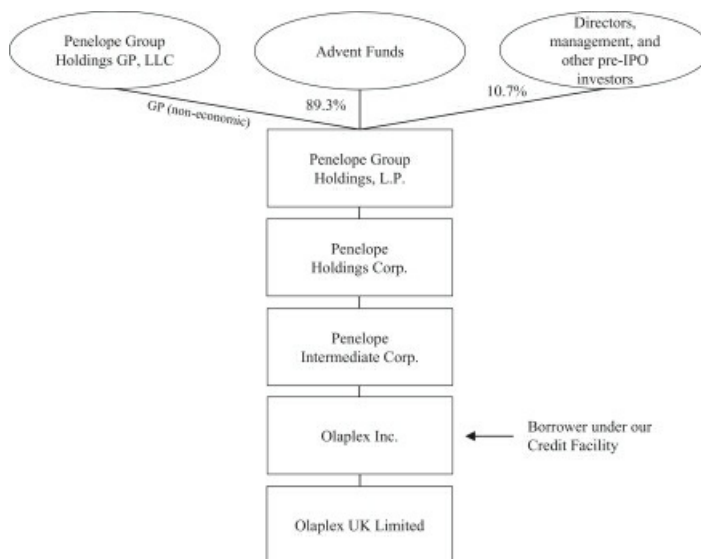 Penelope Group
Holdings GP, LLC
Advent Funds
Directors,
management, and
other pre-IPO
investors
GP (non-economic)
89.3%
10.7%
Penelope Group
Holdings, L.P.
Penelope
Holdings Corp.
Penelope
Intermediate Corp.
Olaplex Inc.
Borrower under our
Credit Facility
Olaplex UK Limited